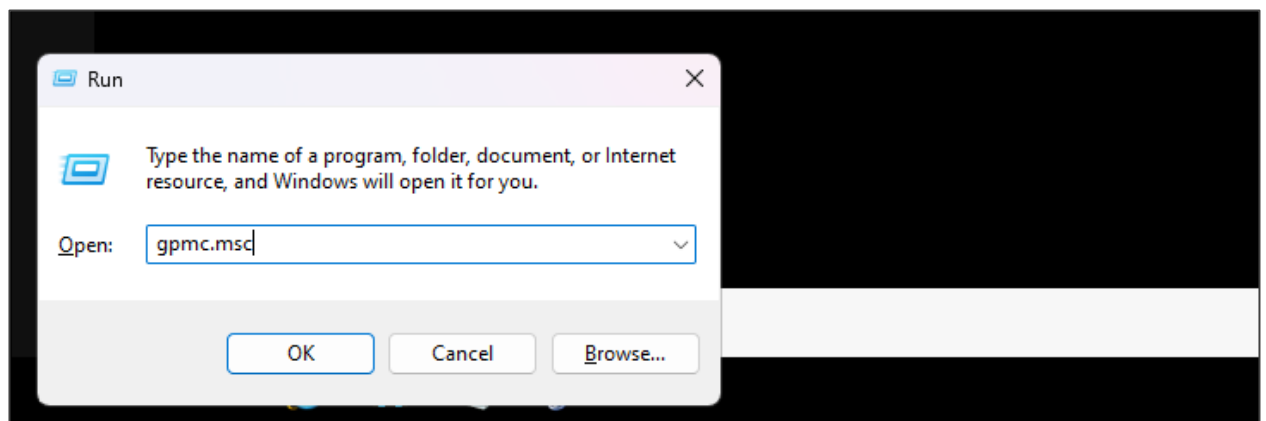 Run
Type the name of a program, folder, document, or Internet
resource, and Windows will open it for you.
Open: gpmc.msc
OK Cancel Browse...